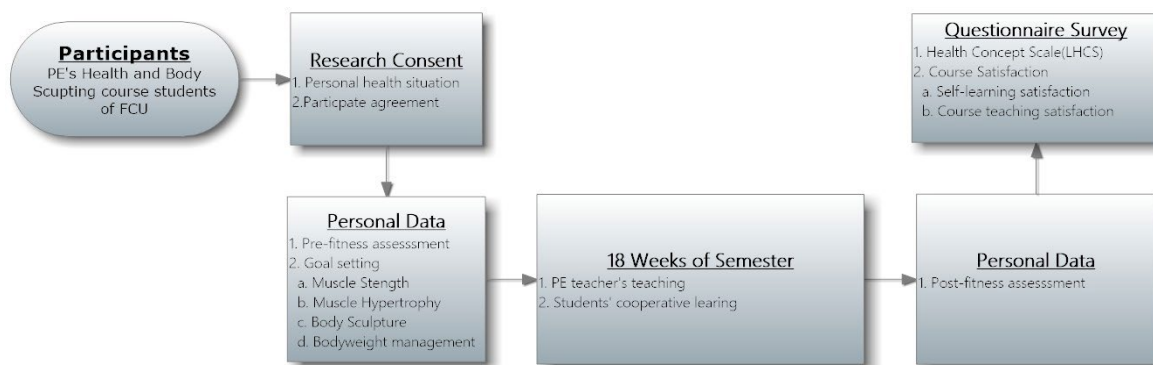 Participants
PE's Health and Body
Scupting course students
of FCU
Research Consent
1. Personal health situation
2.Particpate agreement
Personal Data
1. Pre-fitness assesssment
2. Goal setting
a. Muscle Stength
b. Muscle Hypertrophy
c. Body Sculpture
d. Bodyweight management
18 Weeks of Semester
1. PE teacher's teaching
2. Students' cooperative learing
Personal Data
1. Post-fitness assesssment
Questionnaire Survey
1. Health Concept Scale(LHCS)
2. Course Satisfaction
a. Self-learning satisfaction
b. Course teaching satisfaction